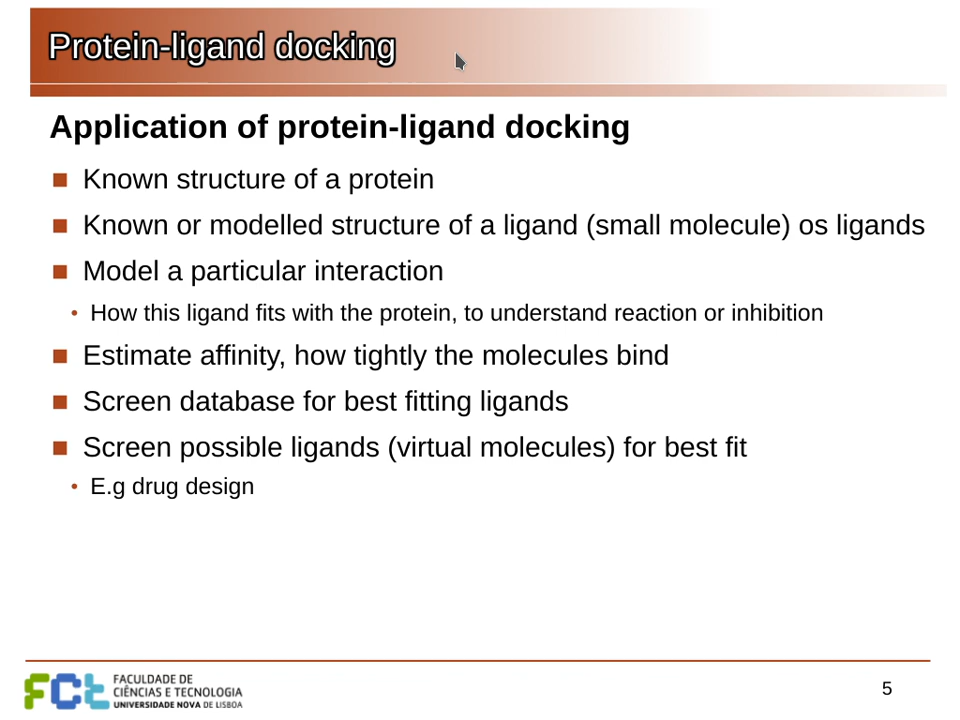 Protein-ligand docking
Application of protein-ligand docking
Known structure of a protein
Known or modelled structure of a ligand (small molecule) os ligands
Model a particular interaction
How this ligand fits with the protein, to understand reaction or inhibition
Estimate affinity, how tightly the molecules bind
Screen database for best fitting ligands
Screen possible ligands (virtual molecules) for best fit
E.g drug design
FCt
FACULDADE DE
CIÊNCIAS E TECNOLOGIA
UNIVERSIDADE NOVA DE LISBOA
5